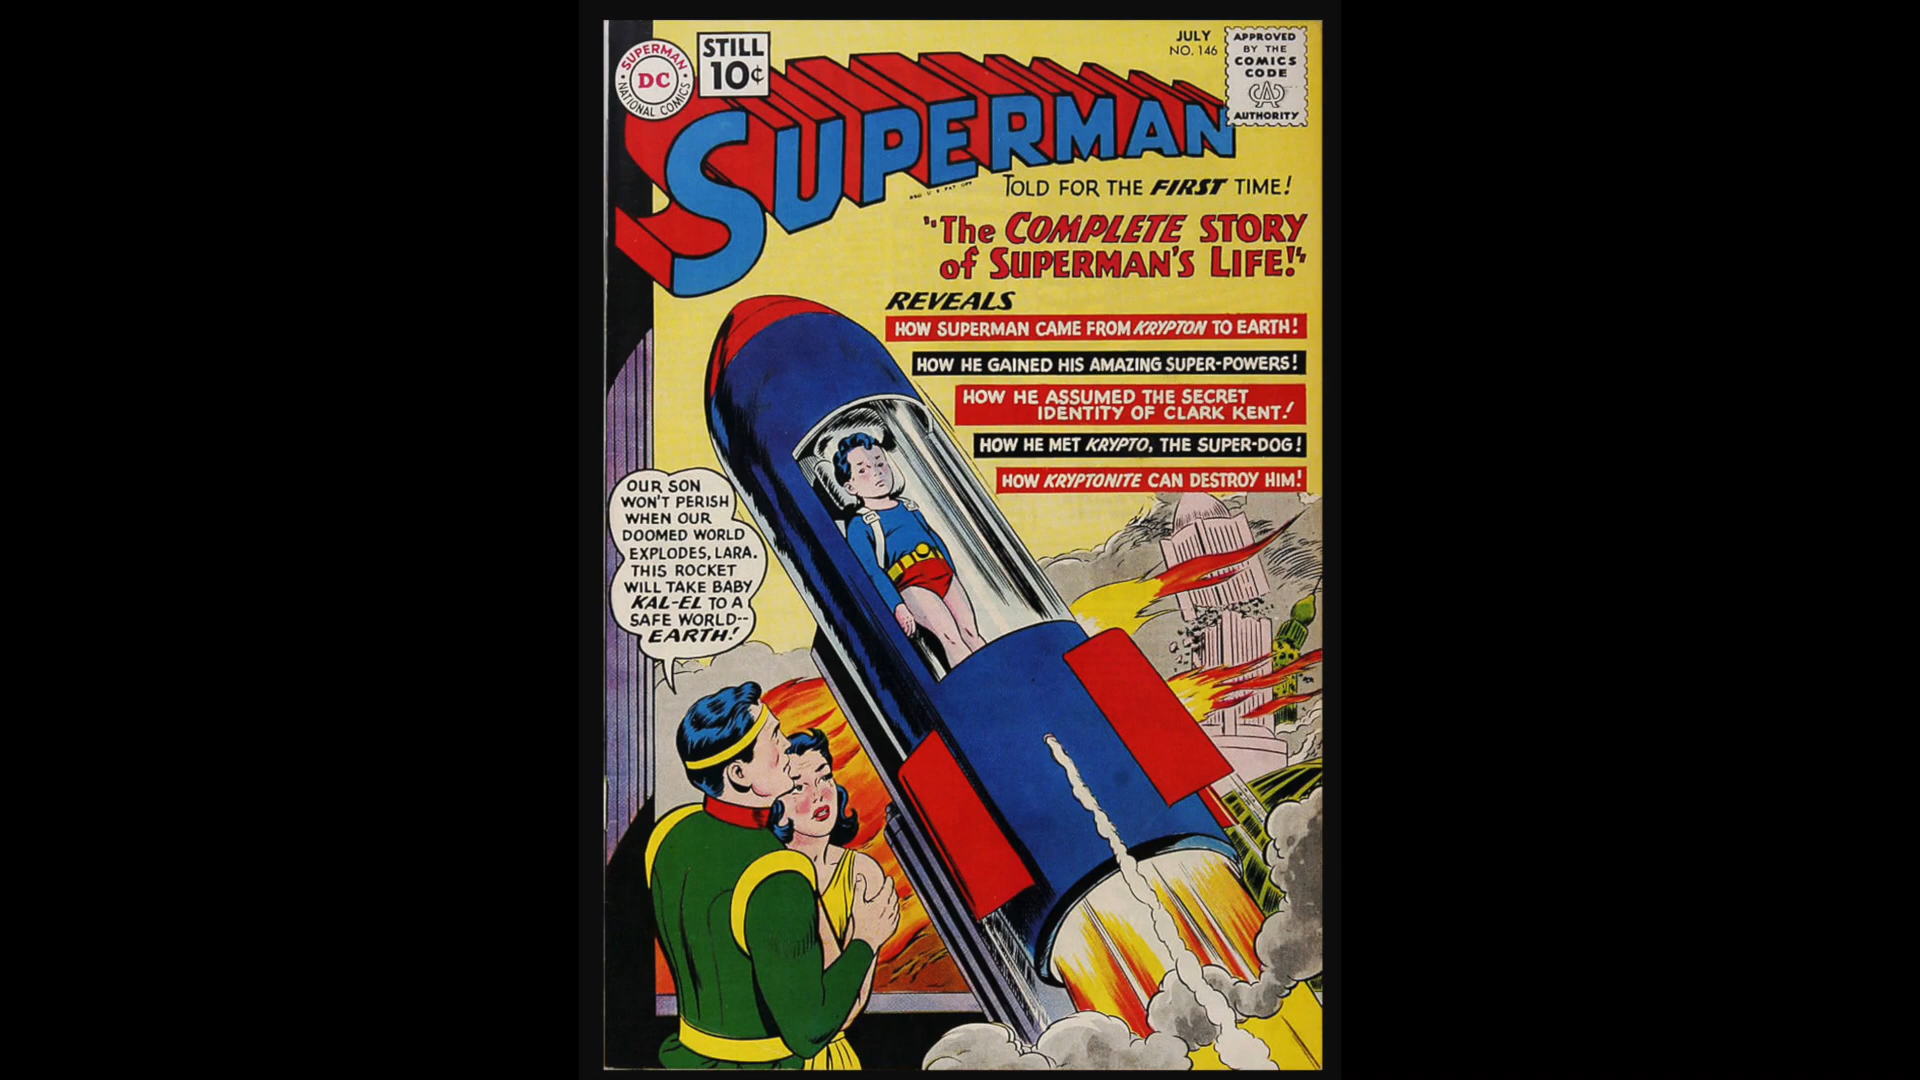 SUPERMAN
DC
NATIONAL COMICS
STILL
10¢
JULY
NO. 146
APPROVED
BY THE
COMICS
CODE
CA
AUTHORITY
SUPERMAN
REG. U. S. PAT. OFF.
TOLD FOR THE FIRST TIME!
"The COMPLETE STORY
of SUPERMAN'S LIFE!"
REVEALS
HOW SUPERMAN CAME FROM KRYPTON TO EARTH!
HOW HE GAINED HIS AMAZING SUPER-POWERS!
HOW HE ASSUMED THE SECRET
IDENTITY OF CLARK KENT!
HOW HE MET KRYPTO, THE SUPER-DOG!
HOW KRYPTONITE CAN DESTROY HIM!
OUR SON
WON'T PERISH
WHEN OUR
DOOMED WORLD
EXPLODES, LARA.
THIS ROCKET
WILL TAKE BABY
KAL-EL TO A
SAFE WORLD--
EARTH!